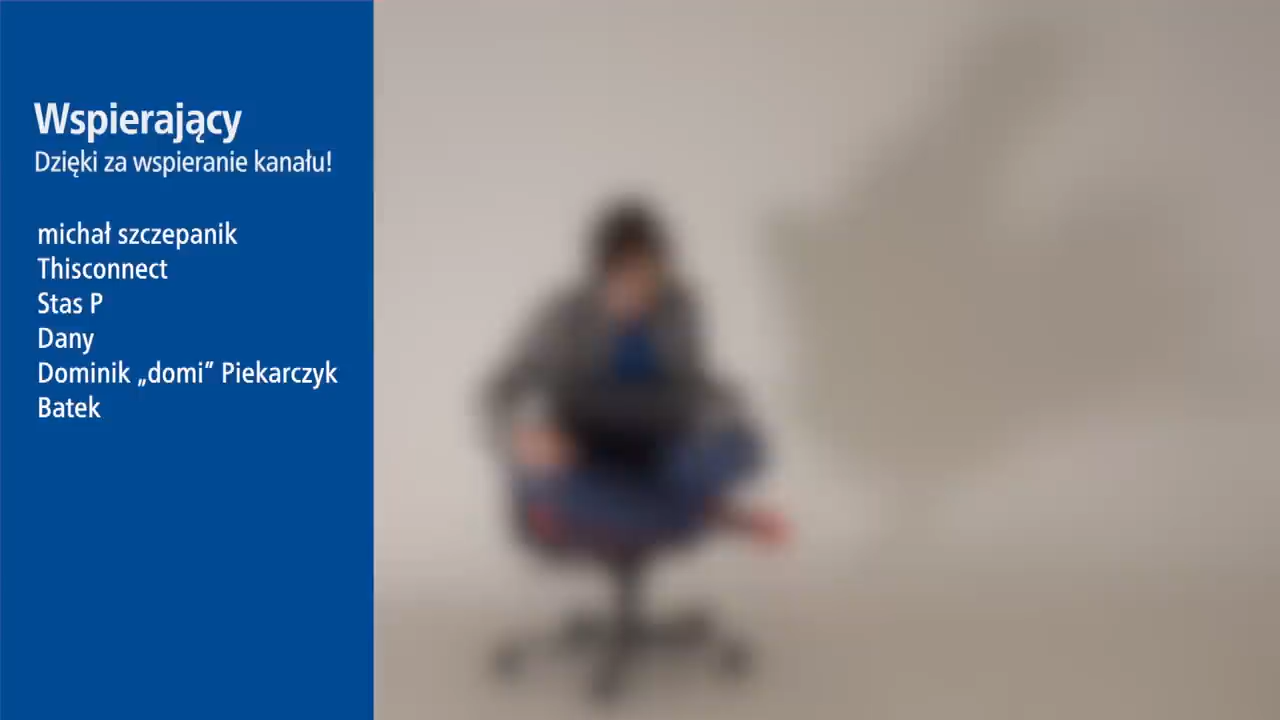 Wspierający
Dzięki za wspieranie kanału!
michał szczepanik
Thisconnect
Stas P
Dany
Dominik „domi” Piekarczyk
Batek